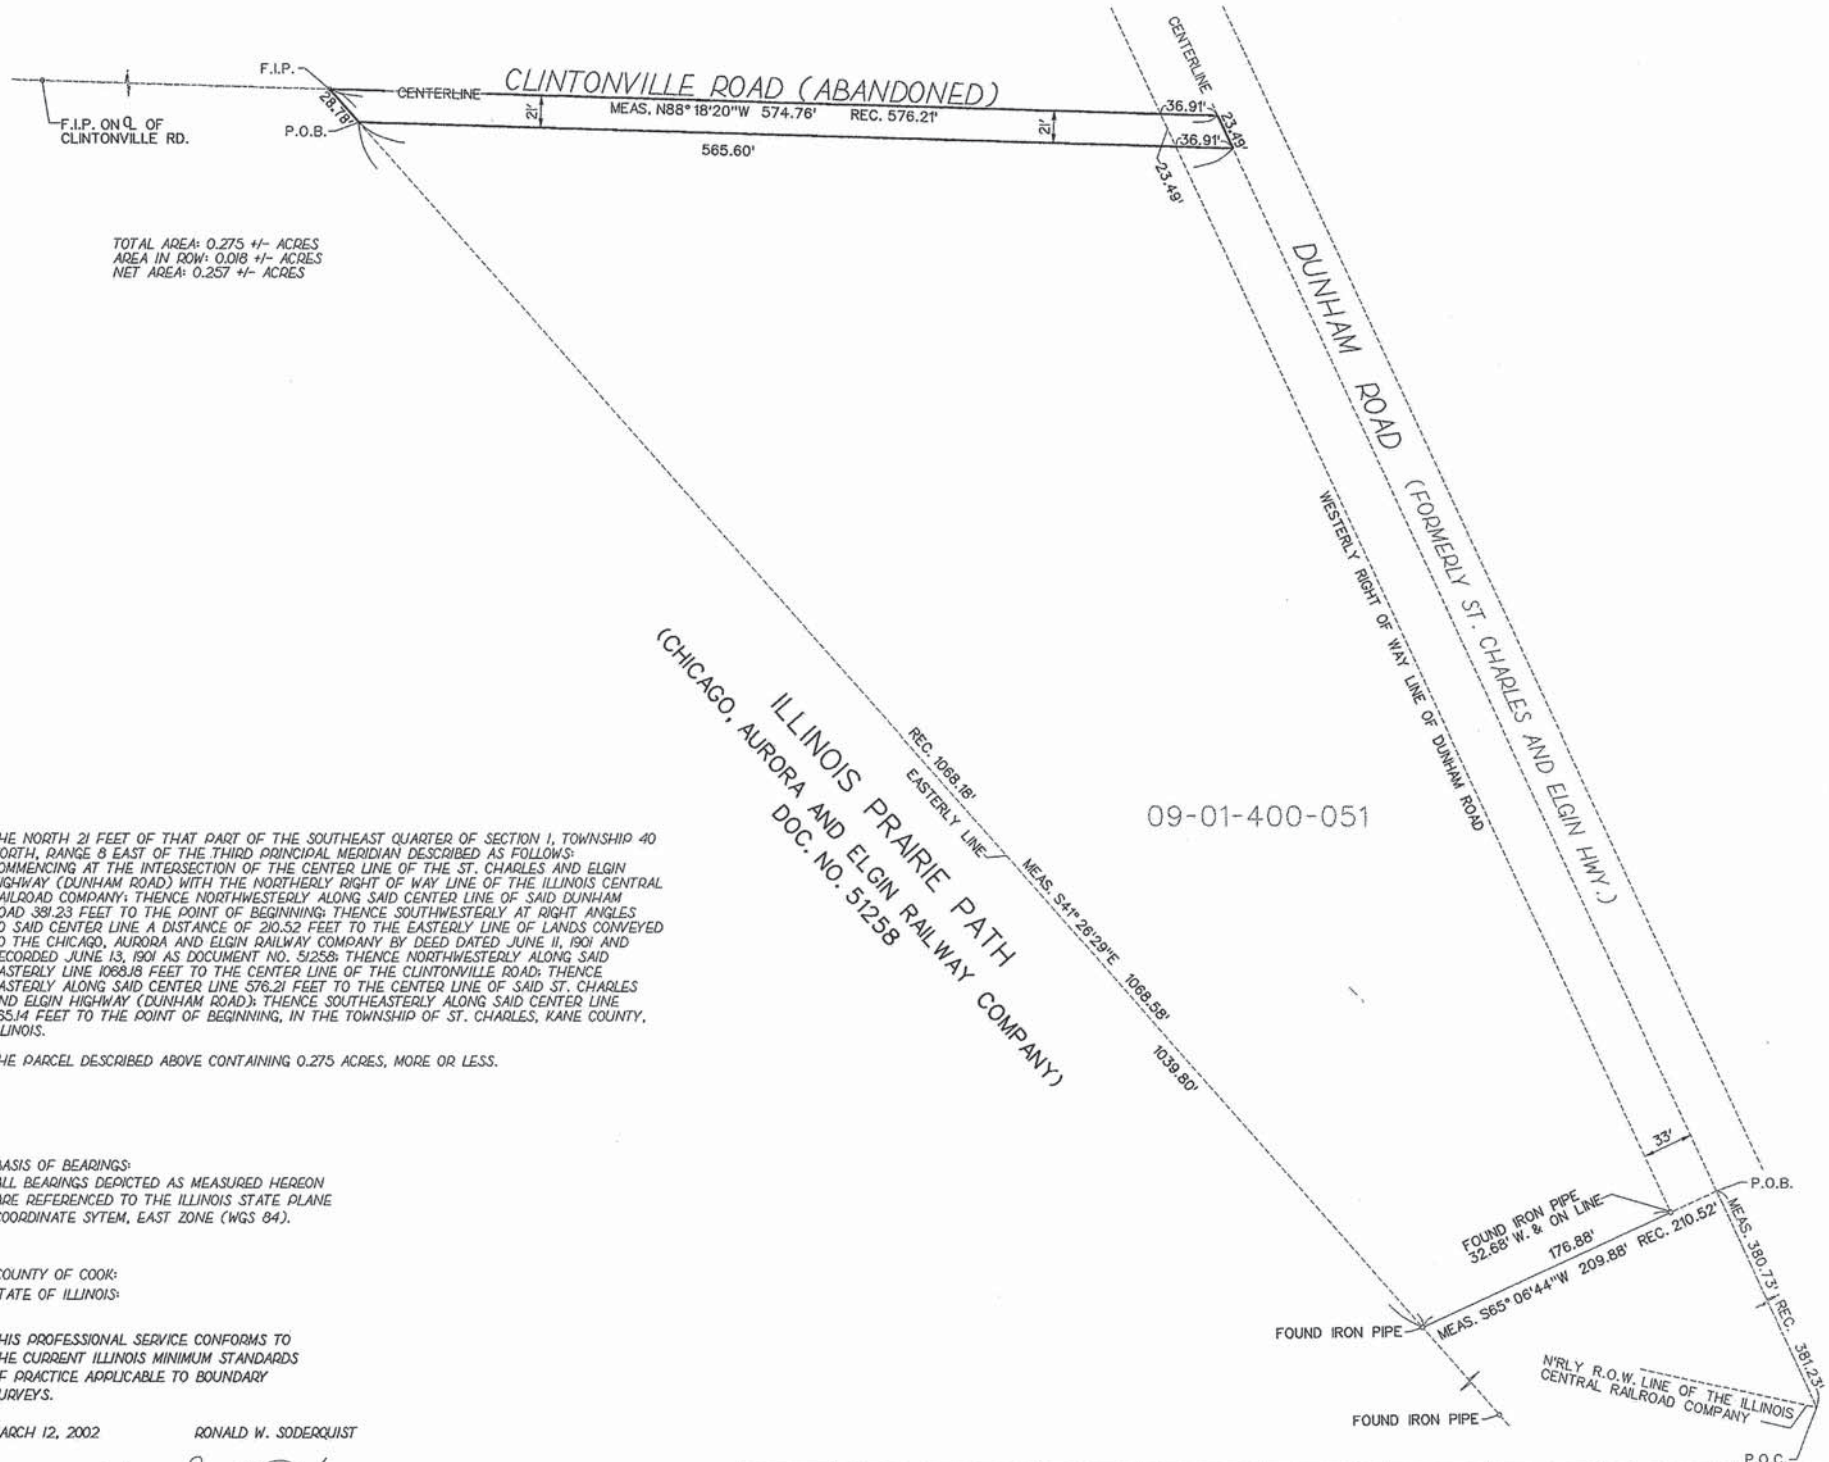 CENTERLINE
F.I.P.
CENTERLINE
CLINTONVILLE ROAD (ABANDONED)
28.78'
21'
MEAS. N88° 18'20"W 574.76' REC. 576.21'
21'
36.91'
23.49'
F.I.P. ON ℄ OF
CLINTONVILLE RD.
P.O.B.
565.60'
36.91'
23.49'
TOTAL AREA: 0.275 +/- ACRES
AREA IN ROW: 0.018 +/- ACRES
NET AREA: 0.257 +/- ACRES
DUNHAM ROAD (FORMERLY ST. CHARLES AND ELGIN HWY.)
WESTERLY RIGHT OF WAY LINE OF DUNHAM ROAD
ILLINOIS PRAIRIE PATH
(CHICAGO, AURORA AND ELGIN RAILWAY COMPANY)
DOC. NO. 51258
REC. 1068.18'
EASTERLY LINE
MEAS. S41° 26'29"E 1068.58'
1039.80'
09-01-400-051
HE NORTH 21 FEET OF THAT PART OF THE SOUTHEAST QUARTER OF SECTION 1, TOWNSHIP 40
ORTH, RANGE 8 EAST OF THE THIRD PRINCIPAL MERIDIAN DESCRIBED AS FOLLOWS:
OMMENCING AT THE INTERSECTION OF THE CENTER LINE OF THE ST. CHARLES AND ELGIN
IGHWAY (DUNHAM ROAD) WITH THE NORTHERLY RIGHT OF WAY LINE OF THE ILLINOIS CENTRAL
AILROAD COMPANY; THENCE NORTHWESTERLY ALONG SAID CENTER LINE OF SAID DUNHAM
OAD 381.23 FEET TO THE POINT OF BEGINNING; THENCE SOUTHWESTERLY AT RIGHT ANGLES
O SAID CENTER LINE A DISTANCE OF 210.52 FEET TO THE EASTERLY LINE OF LANDS CONVEYED
O THE CHICAGO, AURORA AND ELGIN RAILWAY COMPANY BY DEED DATED JUNE 11, 1901 AND
ECORDED JUNE 13, 1901 AS DOCUMENT NO. 51258; THENCE NORTHWESTERLY ALONG SAID
ASTERLY LINE 1068.18 FEET TO THE CENTER LINE OF THE CLINTONVILLE ROAD; THENCE
ASTERLY ALONG SAID CENTER LINE 576.21 FEET TO THE CENTER LINE OF SAID ST. CHARLES
ND ELGIN HIGHWAY (DUNHAM ROAD); THENCE SOUTHEASTERLY ALONG SAID CENTER LINE
65.14 FEET TO THE POINT OF BEGINNING, IN THE TOWNSHIP OF ST. CHARLES, KANE COUNTY,
LINOIS.
HE PARCEL DESCRIBED ABOVE CONTAINING 0.275 ACRES, MORE OR LESS.
ASIS OF BEARINGS:
LL BEARINGS DEPICTED AS MEASURED HEREON
RE REFERENCED TO THE ILLINOIS STATE PLANE
OORDINATE SYTEM, EAST ZONE (WGS 84).
OUNTY OF COOK:
TATE OF ILLINOIS:
HIS PROFESSIONAL SERVICE CONFORMS TO
HE CURRENT ILLINOIS MINIMUM STANDARDS
F PRACTICE APPLICABLE TO BOUNDARY
URVEYS.
ARCH 12, 2002 RONALD W. SODERQUIST
33'
P.O.B.
FOUND IRON PIPE
32.68' W. & ON LINE
176.88'
MEAS. S65° 06'44"W 209.88' REC. 210.52'
MEAS. 380.73' REC. 381.23'
FOUND IRON PIPE
N'RLY R.O.W. LINE OF THE ILLINOIS
CENTRAL RAILROAD COMPANY
FOUND IRON PIPE
P.O.C.